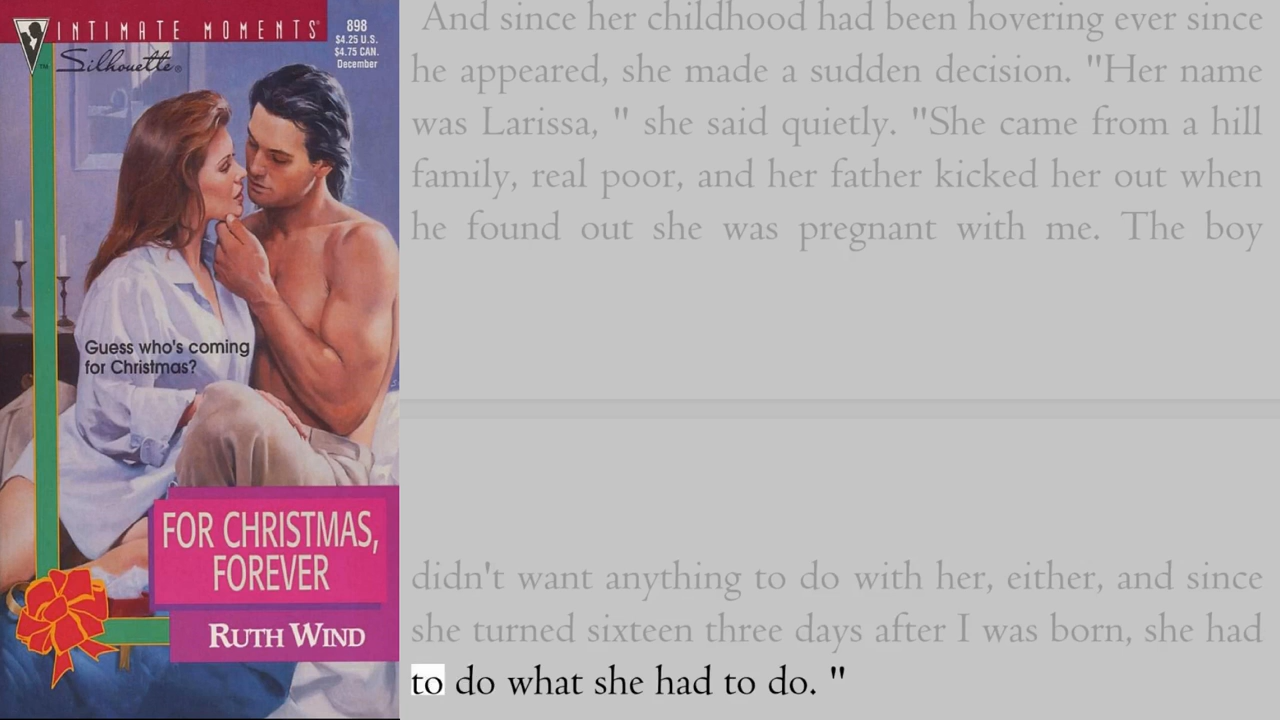 INTIMATE MOMENTS®
Silhouette®
TM
898
$4.25 U.S.
$4.75 CAN.
December
Guess who's coming
for Christmas?
FOR CHRISTMAS,
FOREVER
RUTH WIND
And since her childhood had been hovering ever since
he appeared, she made a sudden decision. "Her name
was Larissa, " she said quietly. "She came from a hill
family, real poor, and her father kicked her out when
he found out she was pregnant with me. The boy
didn't want anything to do with her, either, and since
she turned sixteen three days after I was born, she had
to do what she had to do. "